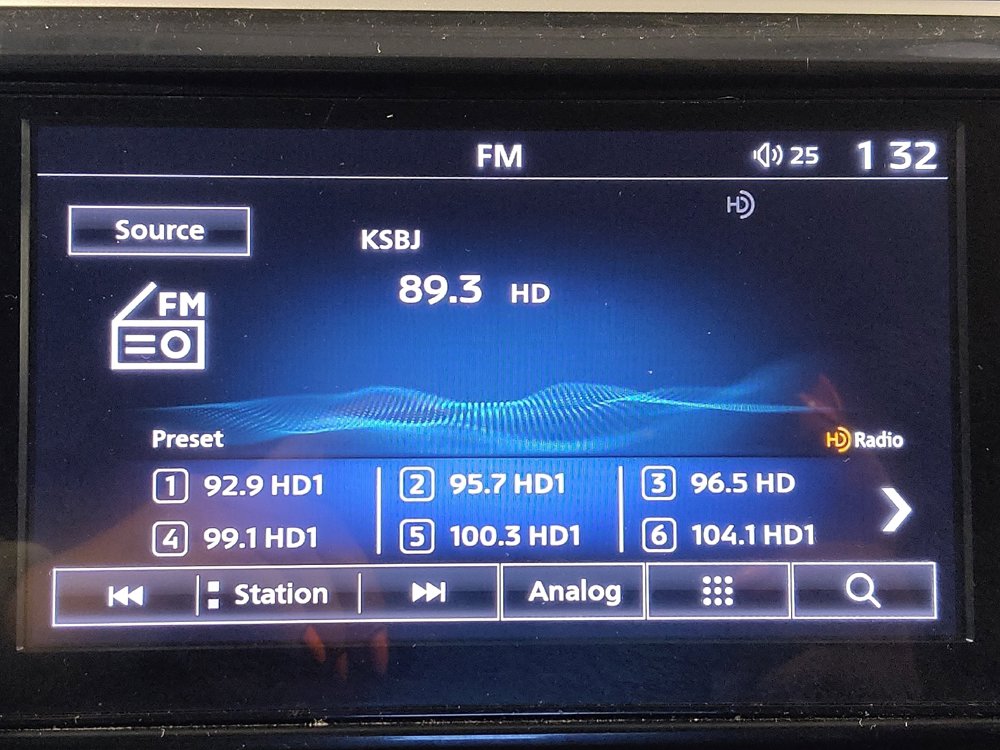 FM 25 1 32
HD
Source
KSBJ
89.3 HD
FM
Preset
HD Radio
1 92.9 HD1 2 95.7 HD1 3 96.5 HD
4 99.1 HD1 5 100.3 HD1 6 104.1 HD1
Station Analog